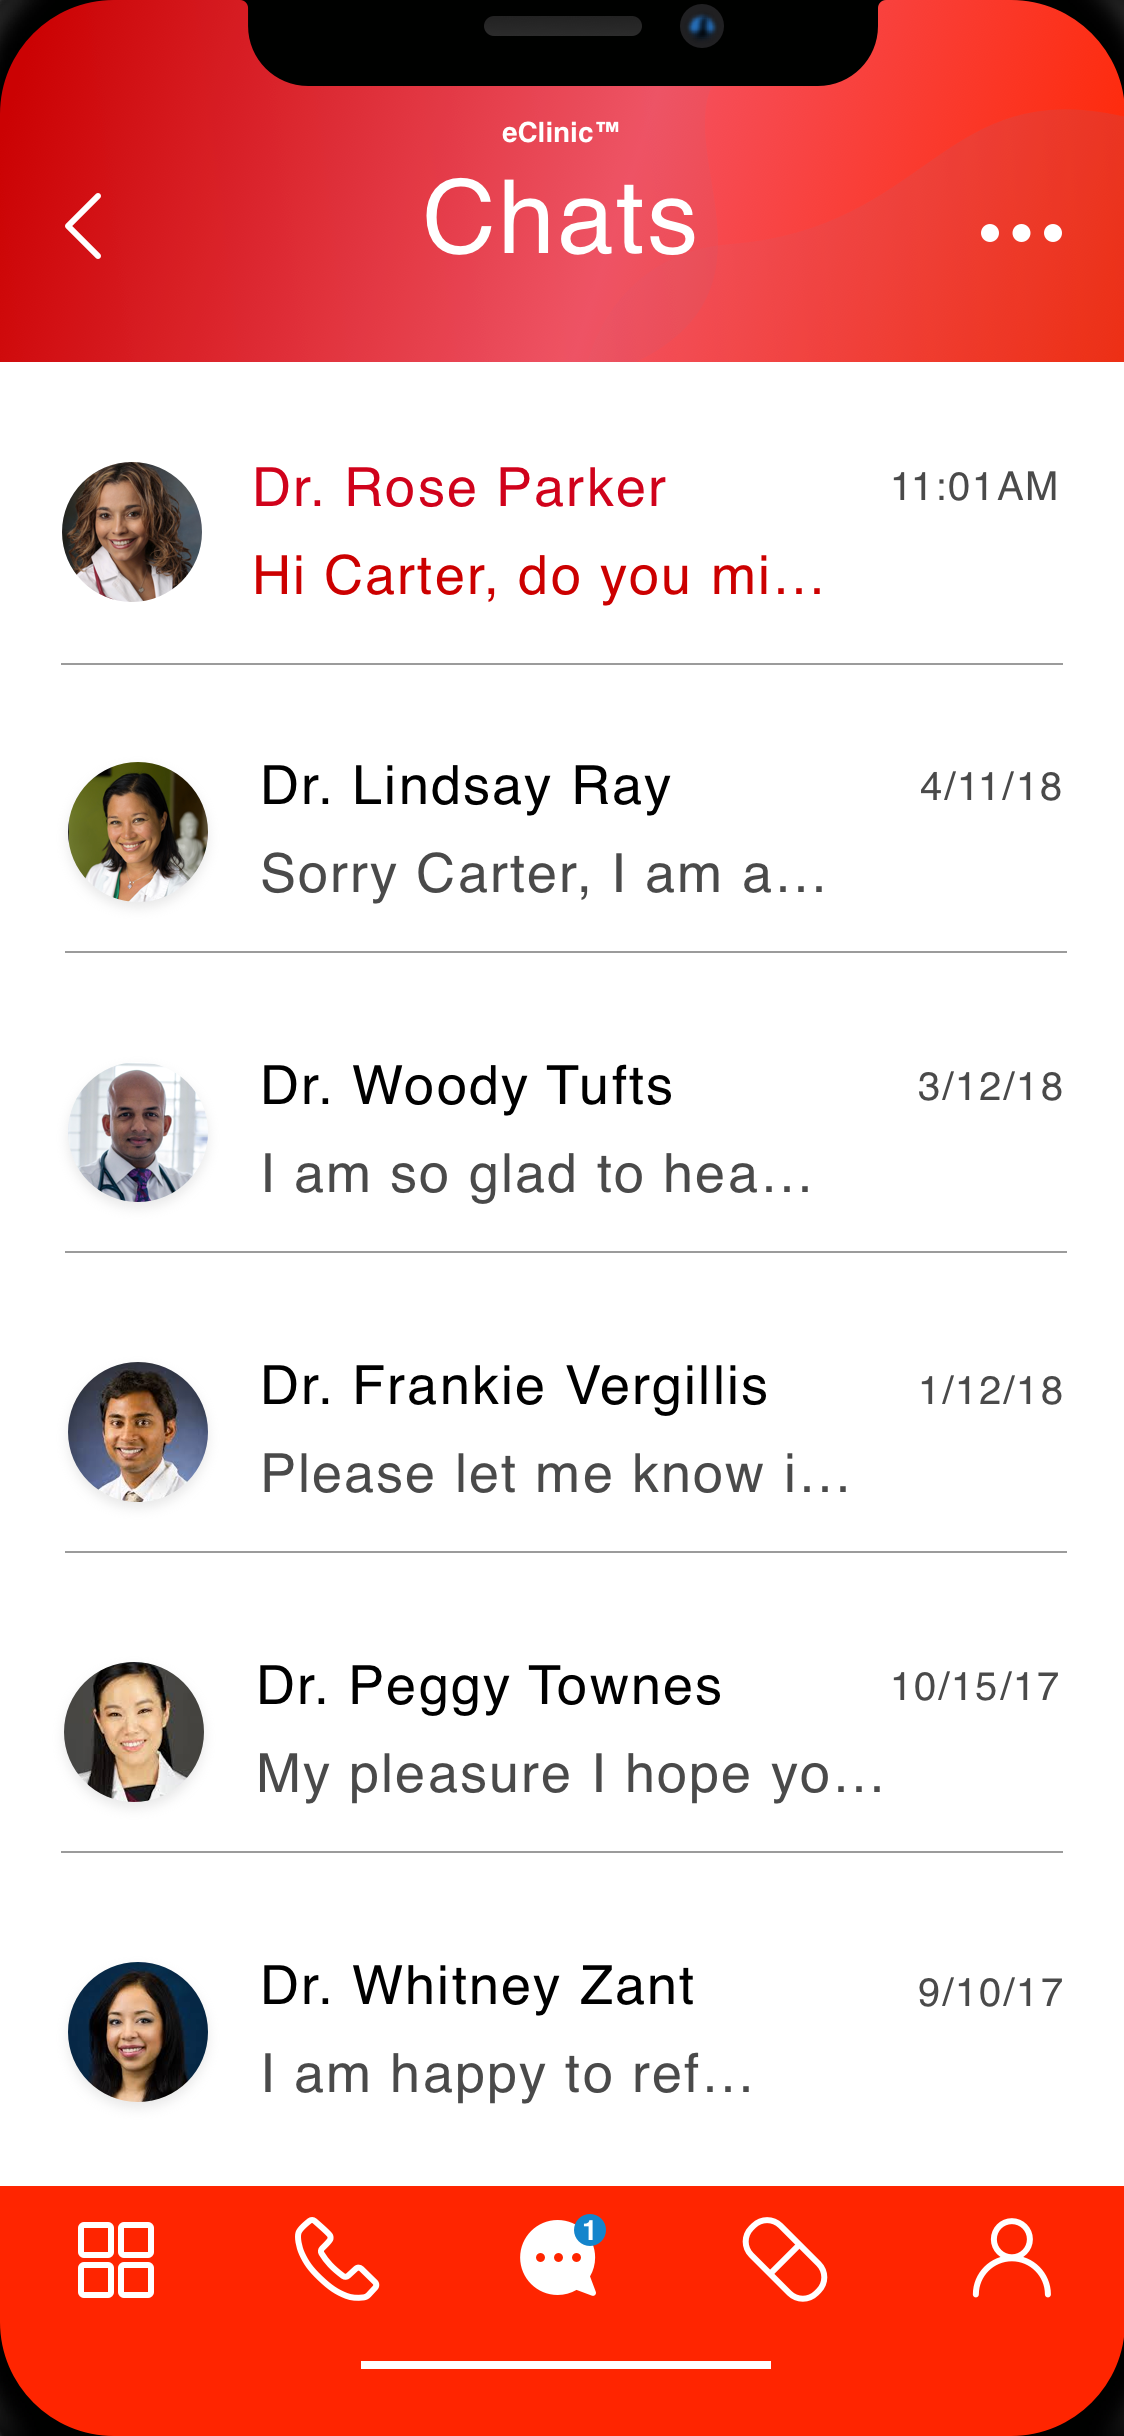 eClinic™
Chats
Dr. Rose Parker
11:01AM
Hi Carter, do you mi...
Dr. Lindsay Ray
4/11/18
Sorry Carter, I am a...
Dr. Woody Tufts
3/12/18
I am so glad to hea...
Dr. Frankie Vergillis
1/12/18
Please let me know i...
Dr. Peggy Townes
10/15/17
My pleasure I hope yo...
Dr. Whitney Zant
9/10/17
I am happy to ref...
1